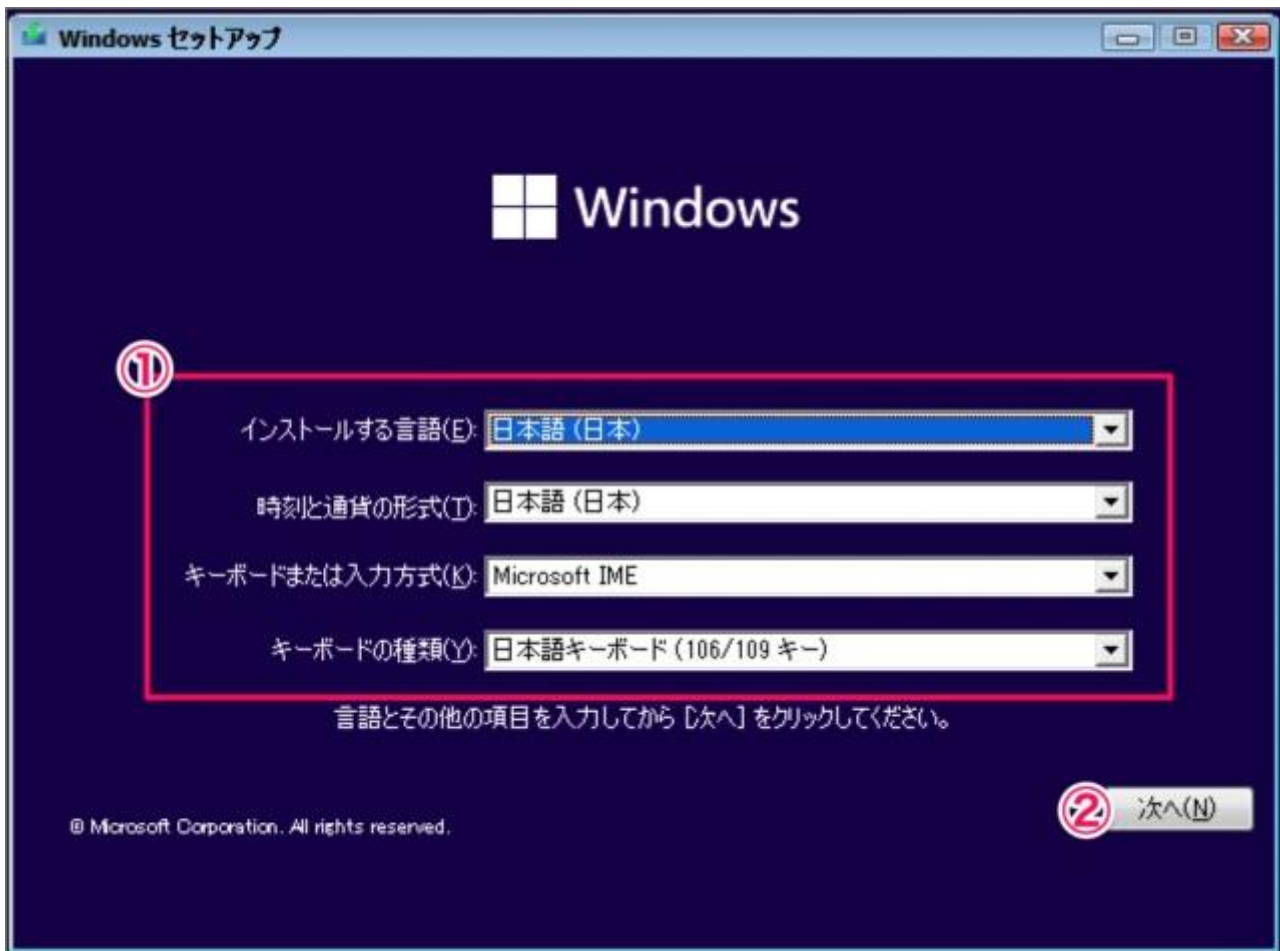 Windows セットアップ
Windows
①
インストールする言語(E): 日本語 (日本)
時刻と通貨の形式(T): 日本語 (日本)
キーボードまたは入力方式(K): Microsoft IME
キーボードの種類(Y): 日本語キーボード (106/109 キー)
言語とその他の項目を入力してから [次へ] をクリックしてください。
② 次へ(N)
© Microsoft Corporation. All rights reserved.